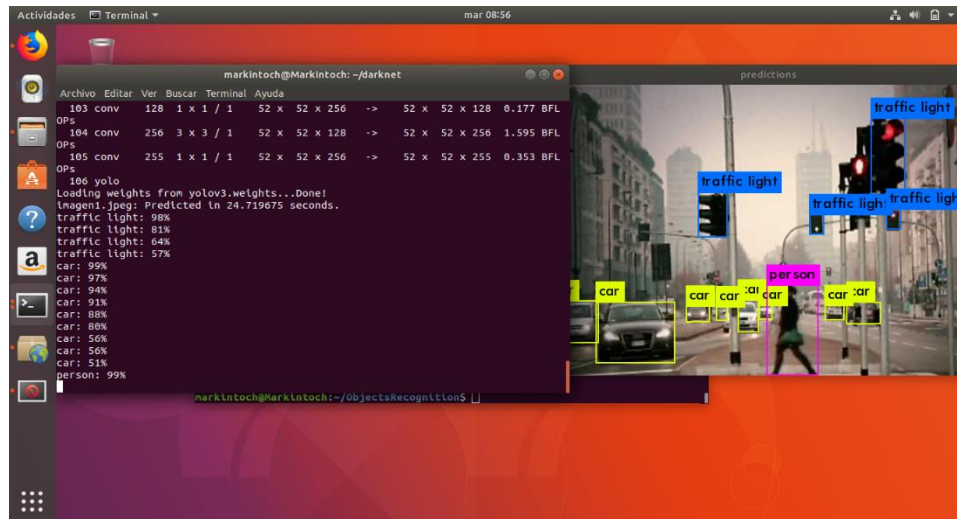 Actividades Terminal mar 08:56
markintoch@Markintoch: ~/darknet
Archivo Editar Ver Buscar Terminal Ayuda
103 conv 128 1 x 1 / 1 52 x 52 x 256 -> 52 x 52 x 128 0.177 BFL
OPs
104 conv 256 3 x 3 / 1 52 x 52 x 128 -> 52 x 52 x 256 1.595 BFL
OPs
105 conv 255 1 x 1 / 1 52 x 52 x 256 -> 52 x 52 x 255 0.353 BFL
OPs
106 yolo
Loading weights from yolov3.weights...Done!
imagen1.jpeg: Predicted in 24.719675 seconds.
traffic light: 98%
traffic light: 81%
traffic light: 64%
traffic light: 57%
car: 99%
car: 97%
car: 94%
car: 91%
car: 88%
car: 80%
car: 56%
car: 56%
car: 51%
person: 99%
markintoch@Markintoch:~/ObjectsRecognition$
predictions
traffic light
traffic light
traffic ligh
traffic ligh
person
car
car
car
car
car
car
car